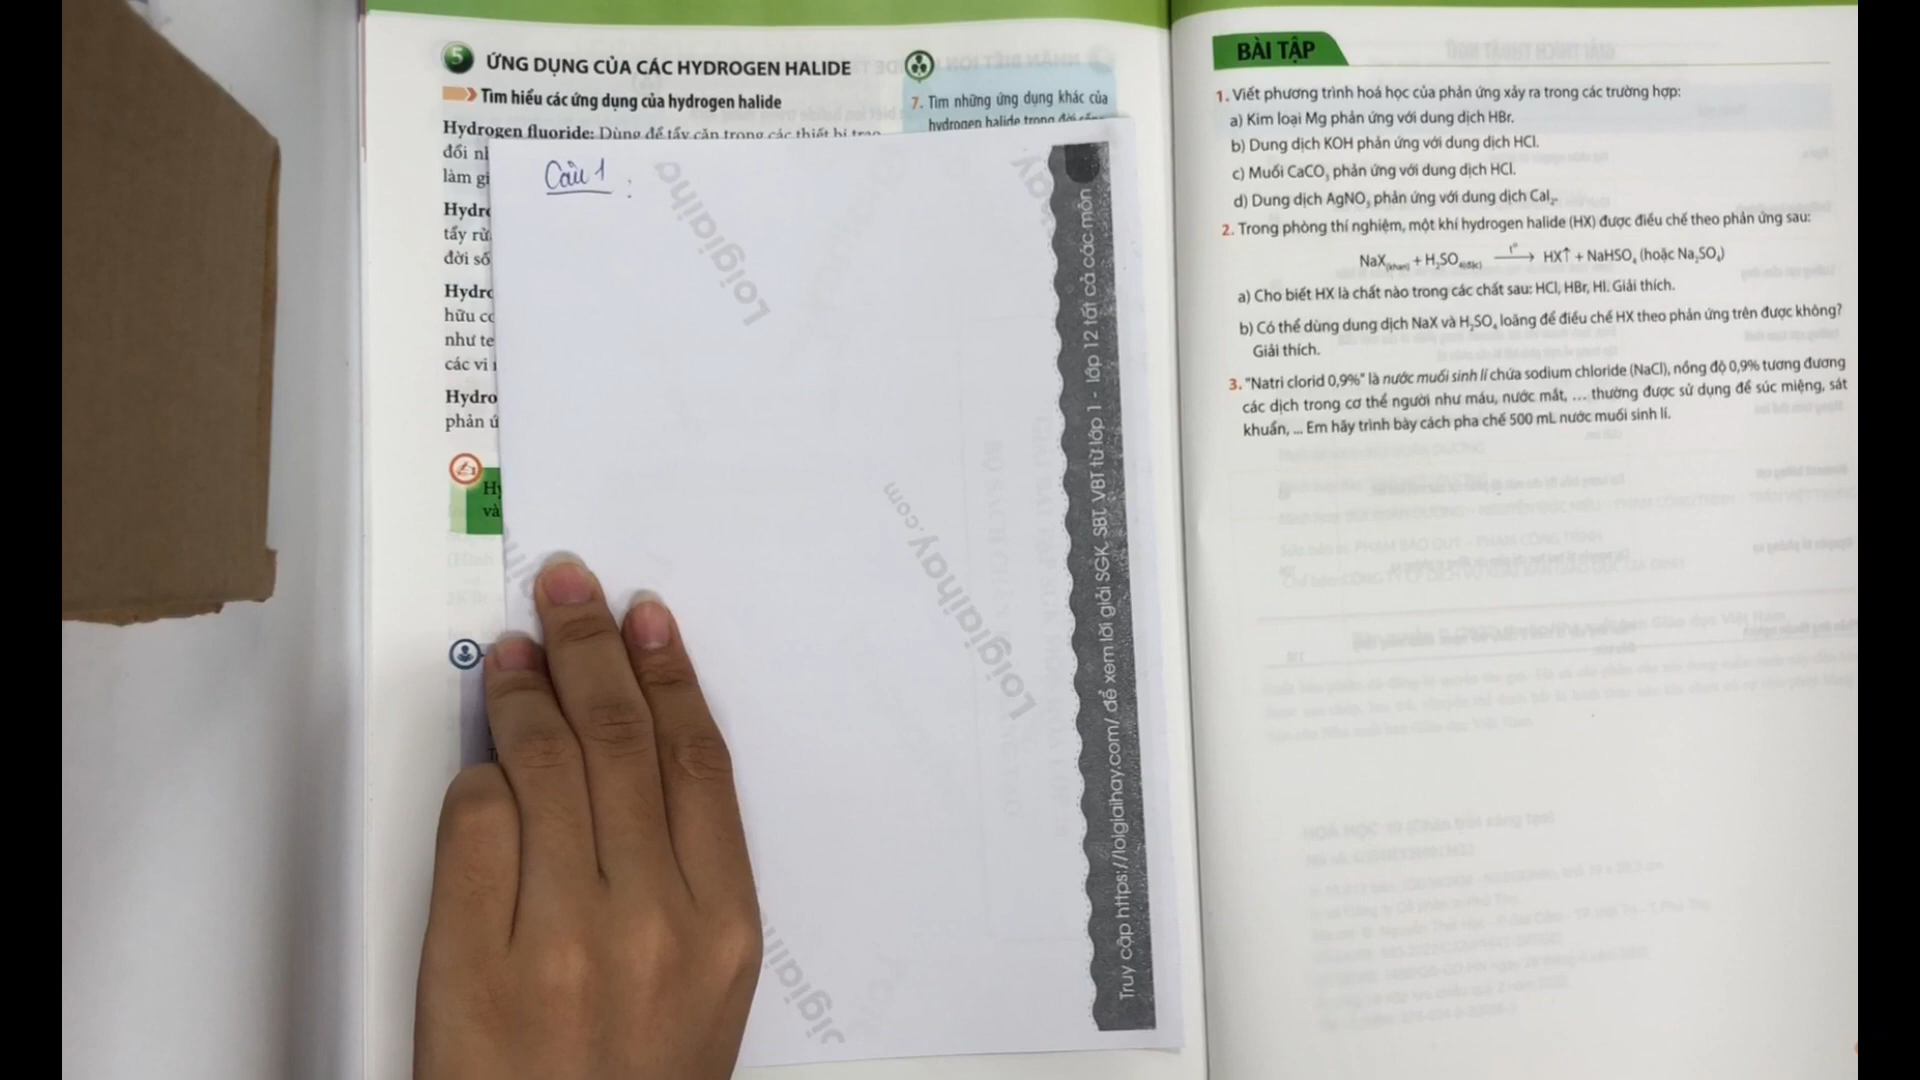 5 ỨNG DỤNG CỦA CÁC HYDROGEN HALIDE
Tìm hiểu các ứng dụng của hydrogen halide
Hydrogen fluoride: Dùng để tẩy cặn trong các thiết bị trao
đổi
làm gi
Hydro
tẩy rử
đời số
Hydro
hữu cơ
như te
các vi
Hydro
phản ứ
Hy
và
7. Tìm những ứng dụng khác của
hydrogen halide trong đời sống
Câu 1 :
Loigiaiha
Loigiaihay.com
Truy cập https://loigiaihay.com/ để xem lời giải SGK, SBT, VBT từ lớp 1 - lớp 12 tất cả các môn
BÀI TẬP
1. Viết phương trình hoá học của phản ứng xảy ra trong các trường hợp:
a) Kim loại Mg phản ứng với dung dịch HBr.
b) Dung dịch KOH phản ứng với dung dịch HCl.
c) Muối CaCO₃ phản ứng với dung dịch HCl.
d) Dung dịch AgNO₃ phản ứng với dung dịch CaI₂.
2. Trong phòng thí nghiệm, một khí hydrogen halide (HX) được điều chế theo phản ứng sau:
NaX(khan) + H₂SO₄(đặc) —t°→ HX↑ + NaHSO₄ (hoặc Na₂SO₄)
a) Cho biết HX là chất nào trong các chất sau: HCl, HBr, HI. Giải thích.
b) Có thể dùng dung dịch NaX và H₂SO₄ loãng để điều chế HX theo phản ứng trên được không?
Giải thích.
3. "Natri clorid 0,9%" là nước muối sinh lí chứa sodium chloride (NaCl), nồng độ 0,9% tương đương
các dịch trong cơ thể người như máu, nước mắt, ... thường được sử dụng để súc miệng, sát
khuẩn, ... Em hãy trình bày cách pha chế 500 mL nước muối sinh lí.